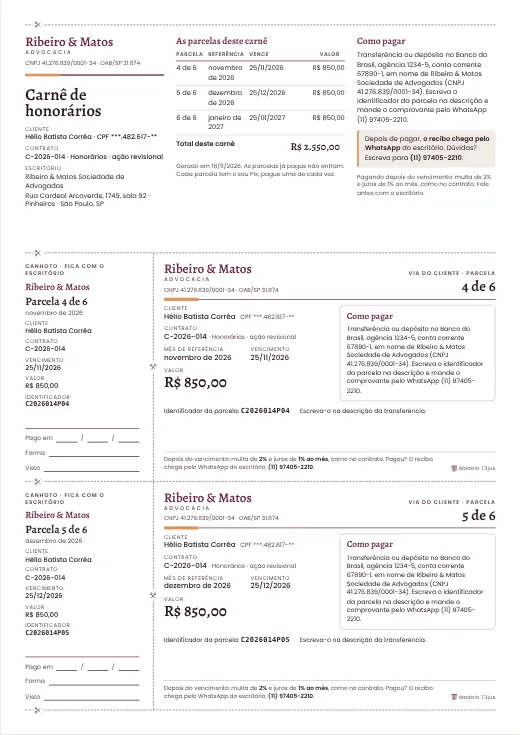 Ribeiro & Matos
ADVOCACIA
CNPJ 41.276.839/0001-34 · OAB/SP 31.874
Carnê de
honorários
CLIENTE
Hélio Batista Corrêa · CPF ***.482.617-**
CONTRATO
C-2026-014 · Honorários · ação revisional
ESCRITÓRIO
Ribeiro & Matos Sociedade de
Advogados
Rua Cardeal Arcoverde, 1749, sala 92 ·
Pinheiros · São Paulo, SP
As parcelas deste carnê
PARCELA REFERÊNCIA VENCE VALOR
4 de 6 novembro 25/11/2026 R$ 850,00
de 2026
5 de 6 dezembro 25/12/2026 R$ 850,00
de 2026
6 de 6 janeiro de 25/01/2027 R$ 850,00
2027
Total deste carnê R$ 2.550,00
Gerado em 18/11/2026. As parcelas já pagas não entram.
Cada parcela tem o seu Pix; pague uma de cada vez.
Como pagar
Transferência ou depósito no Banco do
Brasil, agência 1234-5, conta corrente
67890-1, em nome de Ribeiro & Matos
Sociedade de Advogados (CNPJ
41.276.839/0001-34). Escreva o
identificador da parcela na descrição e
mande o comprovante pelo WhatsApp
(11) 97405-2210.
Depois de pagar, o recibo chega pelo
WhatsApp do escritório. Dúvidas?
Escreva para (11) 97405-2210.
Pagando depois do vencimento: multa de 2%
e juros de 1% ao mês, como no contrato. Fale
antes com o escritório.
CANHOTO · FICA COM O
ESCRITÓRIO
Ribeiro & Matos
Parcela 4 de 6
novembro de 2026
CLIENTE
Hélio Batista Corrêa
CONTRATO
C-2026-014
VENCIMENTO
25/11/2026
VALOR
R$ 850,00
IDENTIFICADOR
C2026014P04
Pago em / /
Forma
Visto
Ribeiro & Matos
ADVOCACIA
CNPJ 41.276.839/0001-34 · OAB/SP 31.874
VIA DO CLIENTE · PARCELA
4 de 6
CLIENTE
Hélio Batista Corrêa · CPF ***.482.617-**
CONTRATO
C-2026-014 · Honorários · ação revisional
MÊS DE REFERÊNCIA VENCIMENTO
novembro de 2026 25/11/2026
VALOR
R$ 850,00
Como pagar
Transferência ou depósito no Banco do
Brasil, agência 1234-5, conta corrente
67890-1, em nome de Ribeiro & Matos
Sociedade de Advogados (CNPJ
41.276.839/0001-34). Escreva o identificador
da parcela na descrição e mande o
comprovante pelo WhatsApp (11) 97405-
2210.
Identificador da parcela: C2026014P04 Escreva-o na descrição da transferência.
Depois do vencimento: multa de 2% e juros de 1% ao mês, como no contrato. Pagou? O recibo
chega pelo WhatsApp do escritório, (11) 97405-2210.
Modelo 13jus
CANHOTO · FICA COM O
ESCRITÓRIO
Ribeiro & Matos
Parcela 5 de 6
dezembro de 2026
CLIENTE
Hélio Batista Corrêa
CONTRATO
C-2026-014
VENCIMENTO
25/12/2026
VALOR
R$ 850,00
IDENTIFICADOR
C2026014P05
Pago em / /
Forma
Visto
Ribeiro & Matos
ADVOCACIA
CNPJ 41.276.839/0001-34 · OAB/SP 31.874
VIA DO CLIENTE · PARCELA
5 de 6
CLIENTE
Hélio Batista Corrêa · CPF ***.482.617-**
CONTRATO
C-2026-014 · Honorários · ação revisional
MÊS DE REFERÊNCIA VENCIMENTO
dezembro de 2026 25/12/2026
VALOR
R$ 850,00
Como pagar
Transferência ou depósito no Banco do
Brasil, agência 1234-5, conta corrente
67890-1, em nome de Ribeiro & Matos
Sociedade de Advogados (CNPJ
41.276.839/0001-34). Escreva o identificador
da parcela na descrição e mande o
comprovante pelo WhatsApp (11) 97405-
2210.
Identificador da parcela: C2026014P05 Escreva-o na descrição da transferência.
Depois do vencimento: multa de 2% e juros de 1% ao mês, como no contrato. Pagou? O recibo
chega pelo WhatsApp do escritório, (11) 97405-2210.
Modelo 13jus